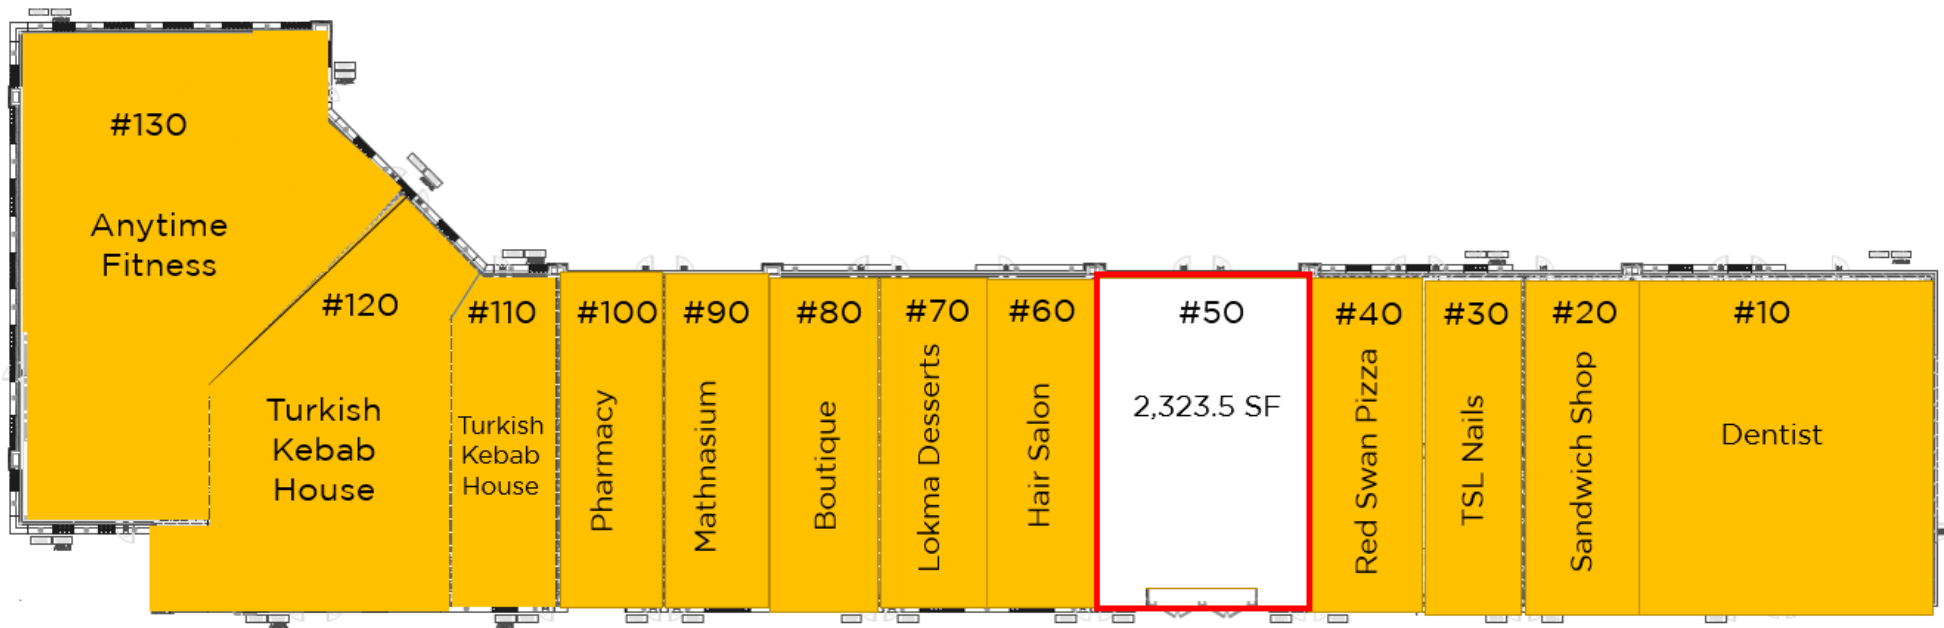 #130
Anytime
Fitness
#120
Turkish
Kebab
House
#110
Turkish
Kebab
House
#100
Pharmacy
#90
Mathnasium
#80
Boutique
#70
Lokma Desserts
#60
Hair Salon
#50
2,323.5 SF
#40
Red Swan Pizza
#30
TSL Nails
#20
Sandwich Shop
#10
Dentist